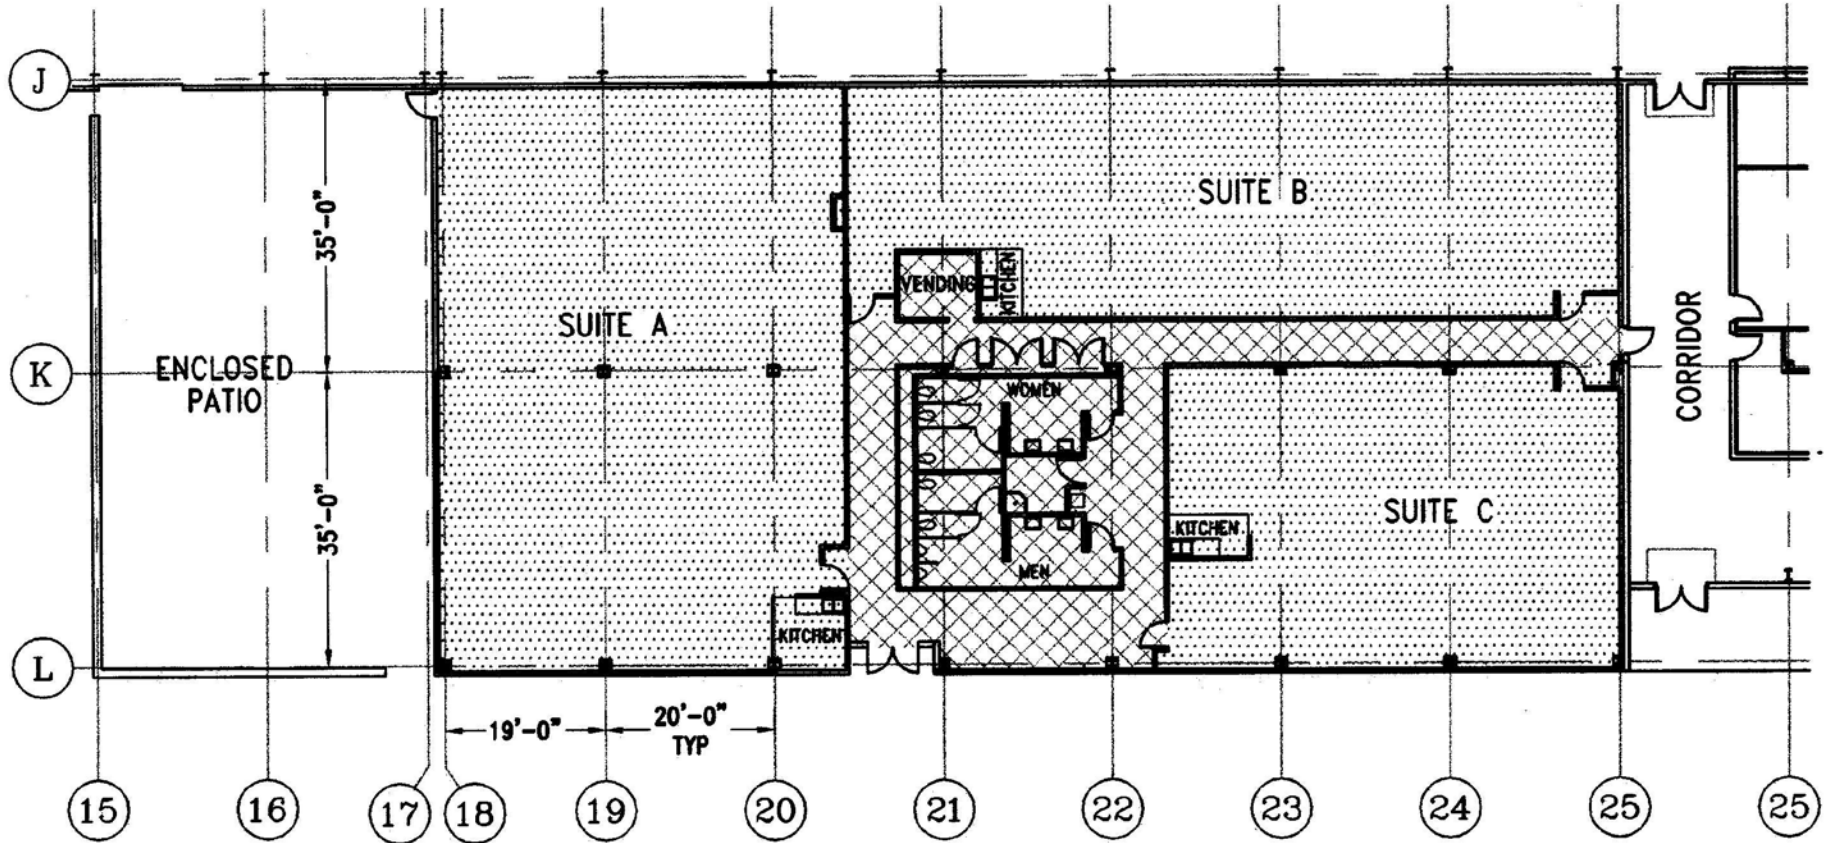 J
SUITE B
35'-0"
VENDING
KITCHEN
SUITE A
CORRIDOR
K
ENCLOSED
PATIO
WOMEN
35'-0"
SUITE C
KITCHEN
MEN
KITCHEN
L
19'-0"
20'-0"
TYP
15
16
17
18
19
20
21
22
23
24
25
25